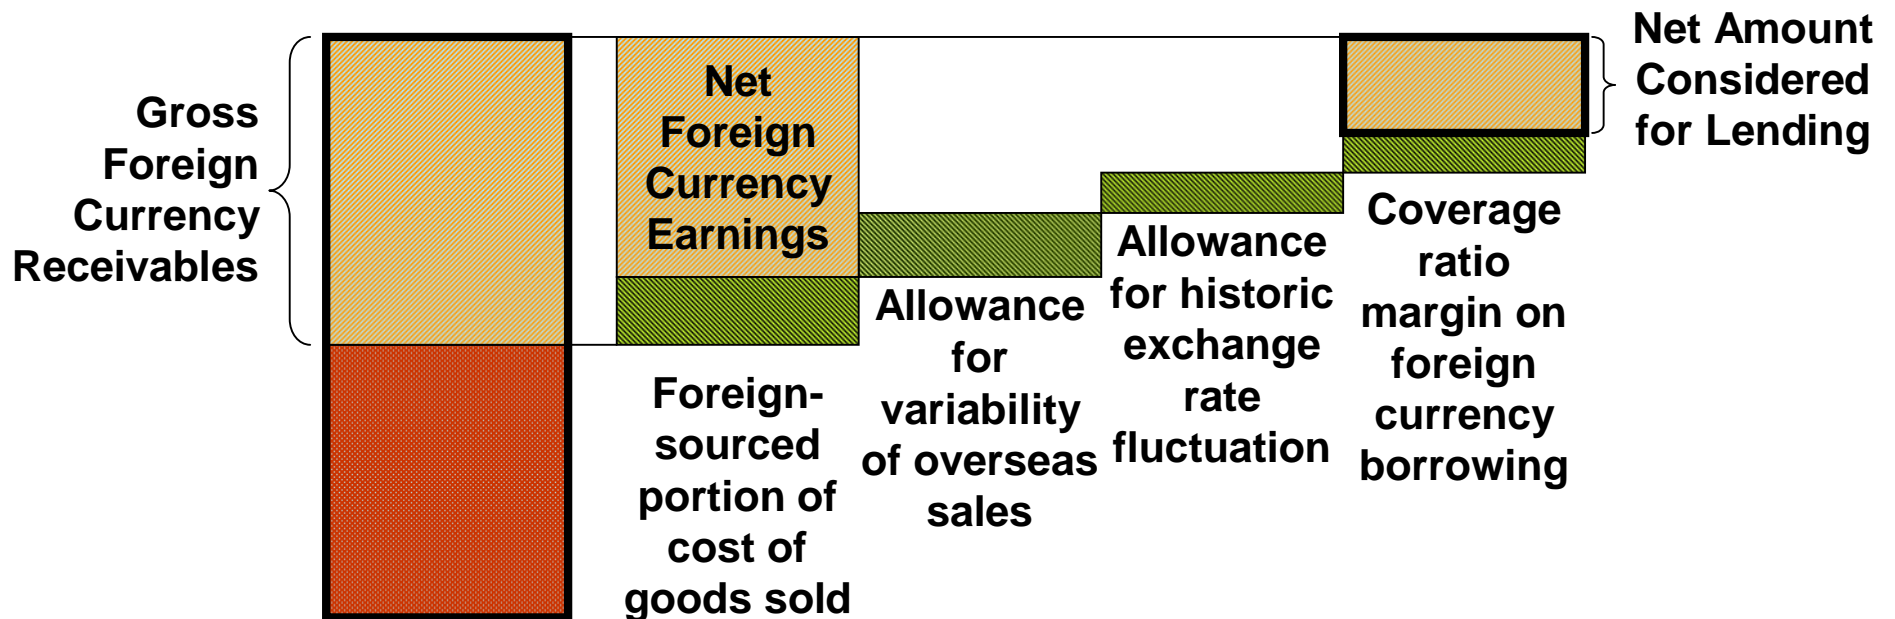 Gross
Foreign
Currency
Receivables
Net
Foreign
Currency
Earnings
Foreign-
sourced
portion of
cost of
goods sold
Allowance
for
variability
of overseas
sales
Allowance
for historic
exchange
rate
fluctuation
Coverage
ratio
margin on
foreign
currency
borrowing
Net Amount
Considered
for Lending